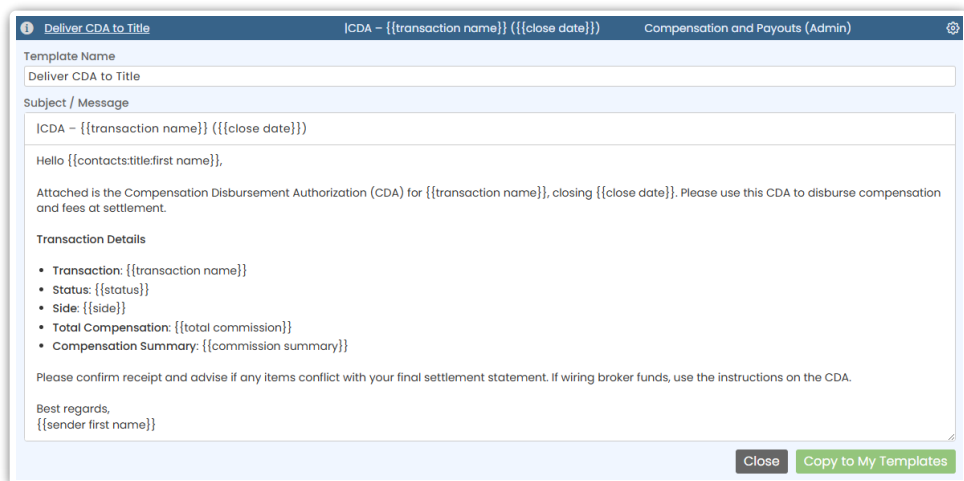 Deliver CDA to Title |CDA – {{transaction name}} ({{close date}}) Compensation and Payouts (Admin)
Template Name
Deliver CDA to Title
Subject / Message
|CDA – {{transaction name}} ({{close date}})
Hello {{contacts:title:first name}},
Attached is the Compensation Disbursement Authorization (CDA) for {{transaction name}}, closing {{close date}}. Please use this CDA to disburse compensation
and fees at settlement.
Transaction Details
• Transaction: {{transaction name}}
• Status: {{status}}
• Side: {{side}}
• Total Compensation: {{total commission}}
• Compensation Summary: {{commission summary}}
Please confirm receipt and advise if any items conflict with your final settlement statement. If wiring broker funds, use the instructions on the CDA.
Best regards,
{{sender first name}}
Close Copy to My Templates